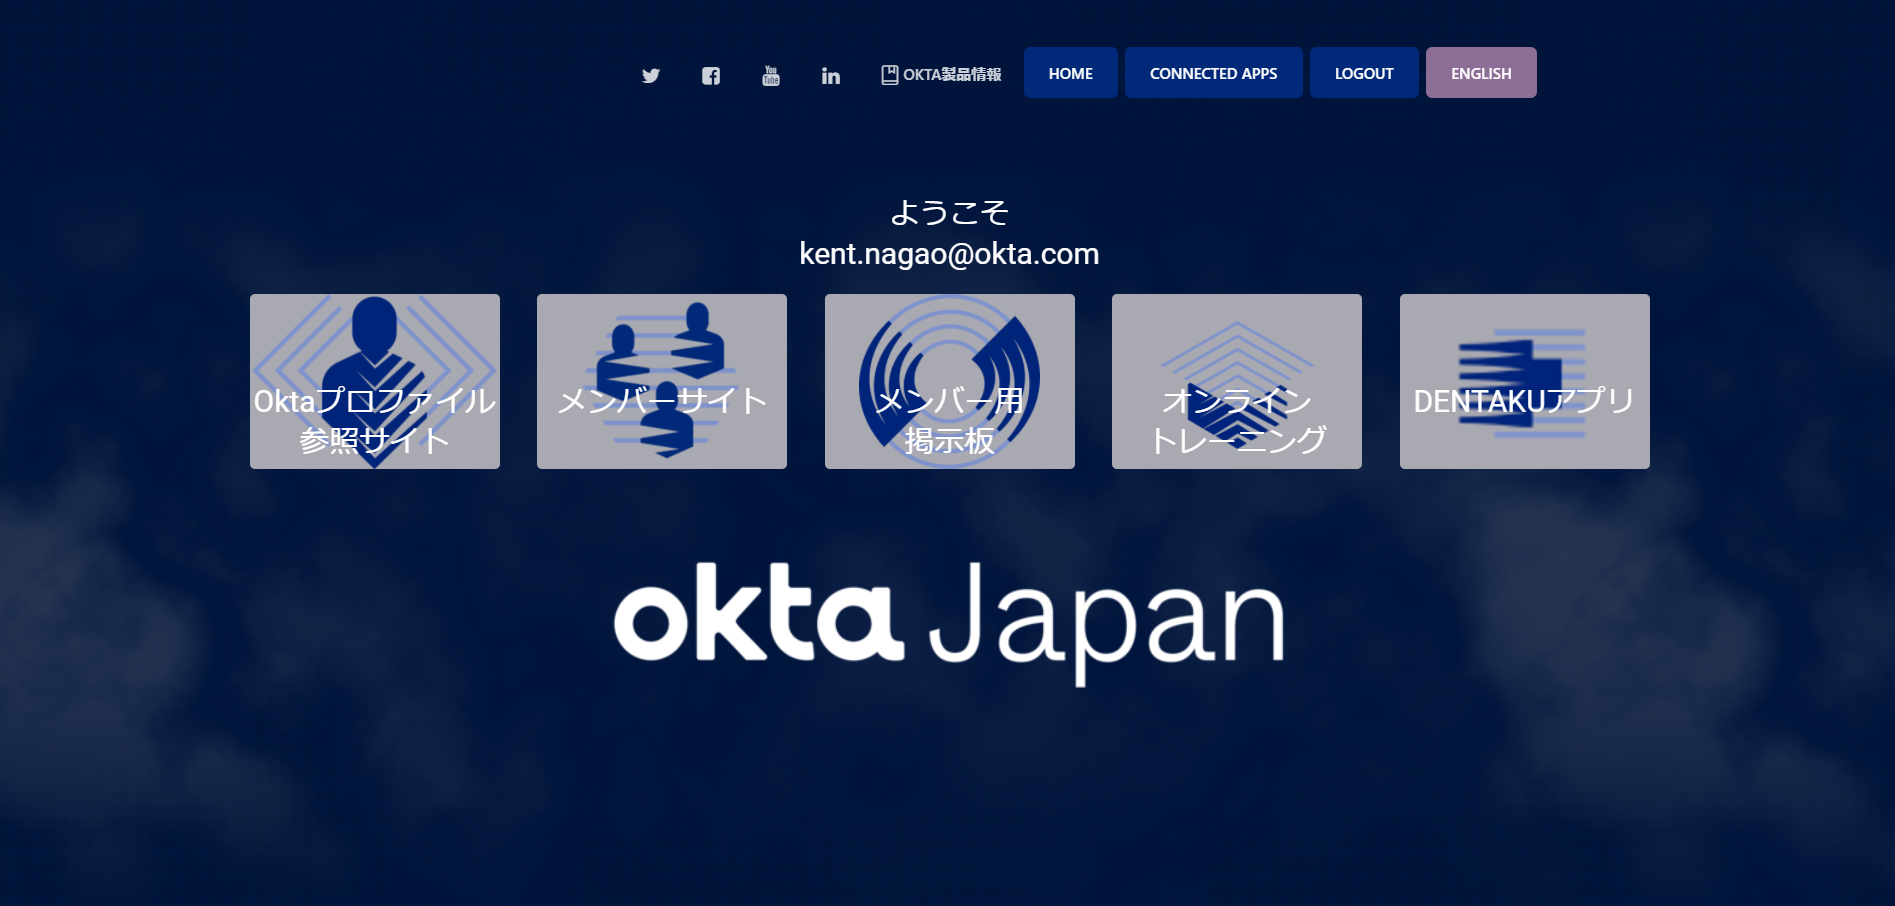 You Tube
OKTA製品情報
HOME
CONNECTED APPS
LOGOUT
ENGLISH
ようこそ
kent.nagao@okta.com
Oktaプロファイル
参照サイト
メンバーサイト
メンバー用
掲示板
オンライン
トレーニング
DENTAKUアプリ
okta Japan